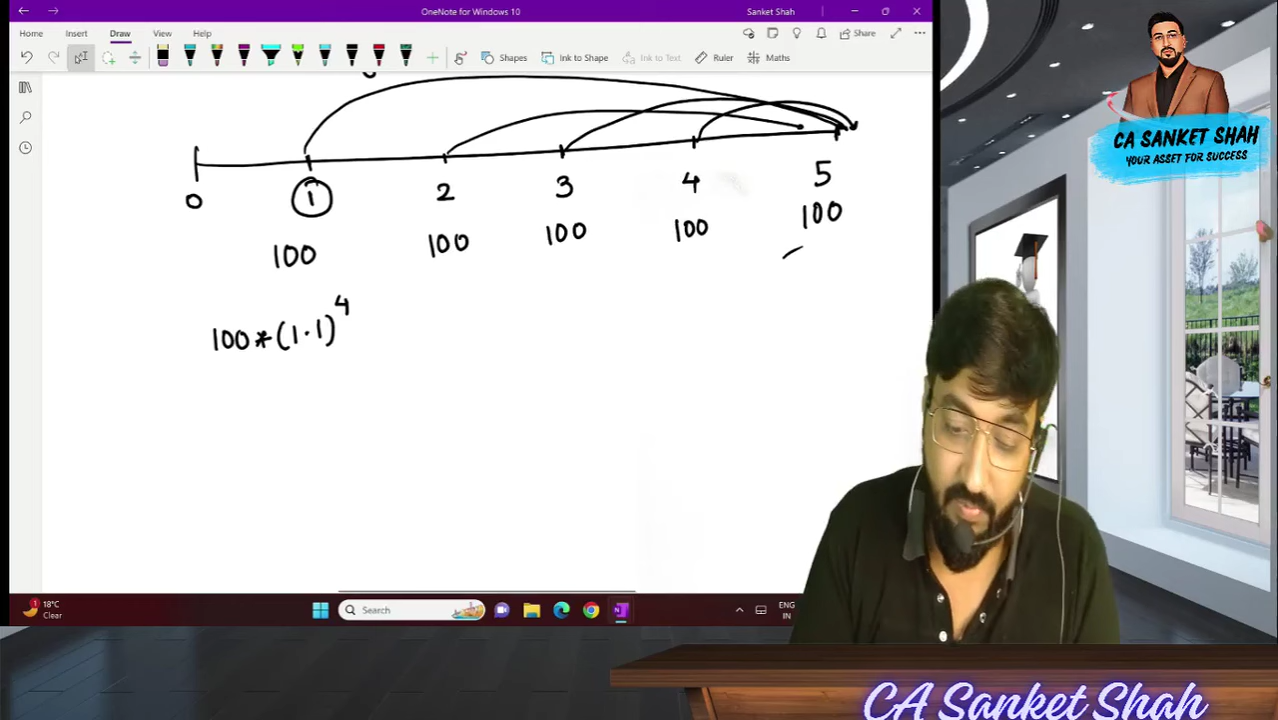 OneNote for Windows 10
Sanket Shah
Home Insert Draw View Help
Share
Shapes
Ink to Shape
Ink to Text
Ruler
Maths
0 1 2 3 4 5
100 100 100 100 100
100*(1.1)^4
CA SANKET SHAH
YOUR ASSET FOR SUCCESS
1
18°C
Clear
Search
ENG
IN
CA Sanket Shah